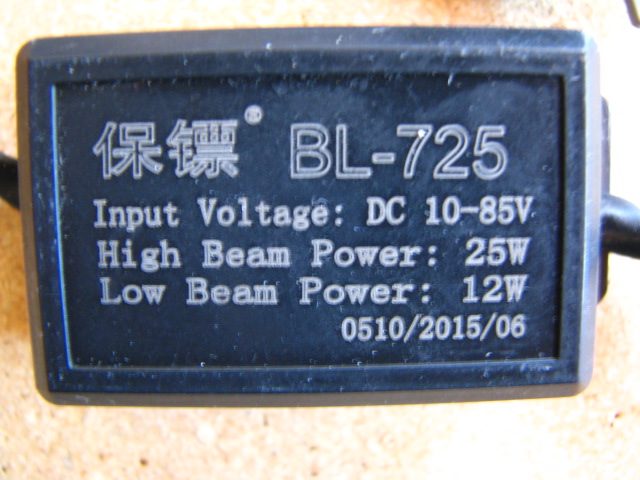 保镖® BL-725
Input Voltage: DC 10-85V
High Beam Power: 25W
Low Beam Power: 12W
0510/2015/06